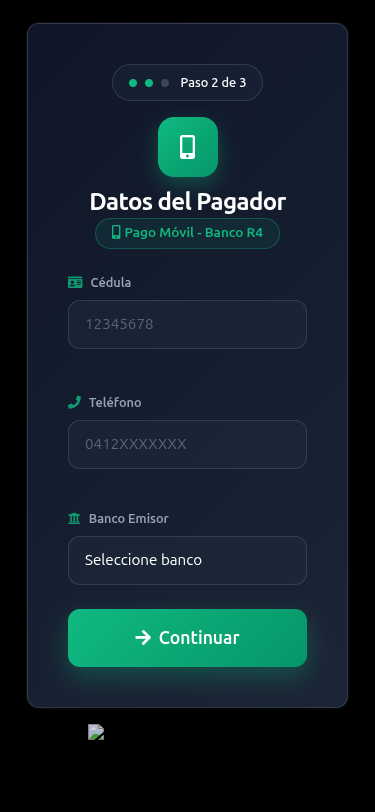 Paso 2 de 3
Datos del Pagador
Pago Móvil - Banco R4
Cédula
12345678
Teléfono
0412XXXXXXX
Banco Emisor
Seleccione banco
Continuar